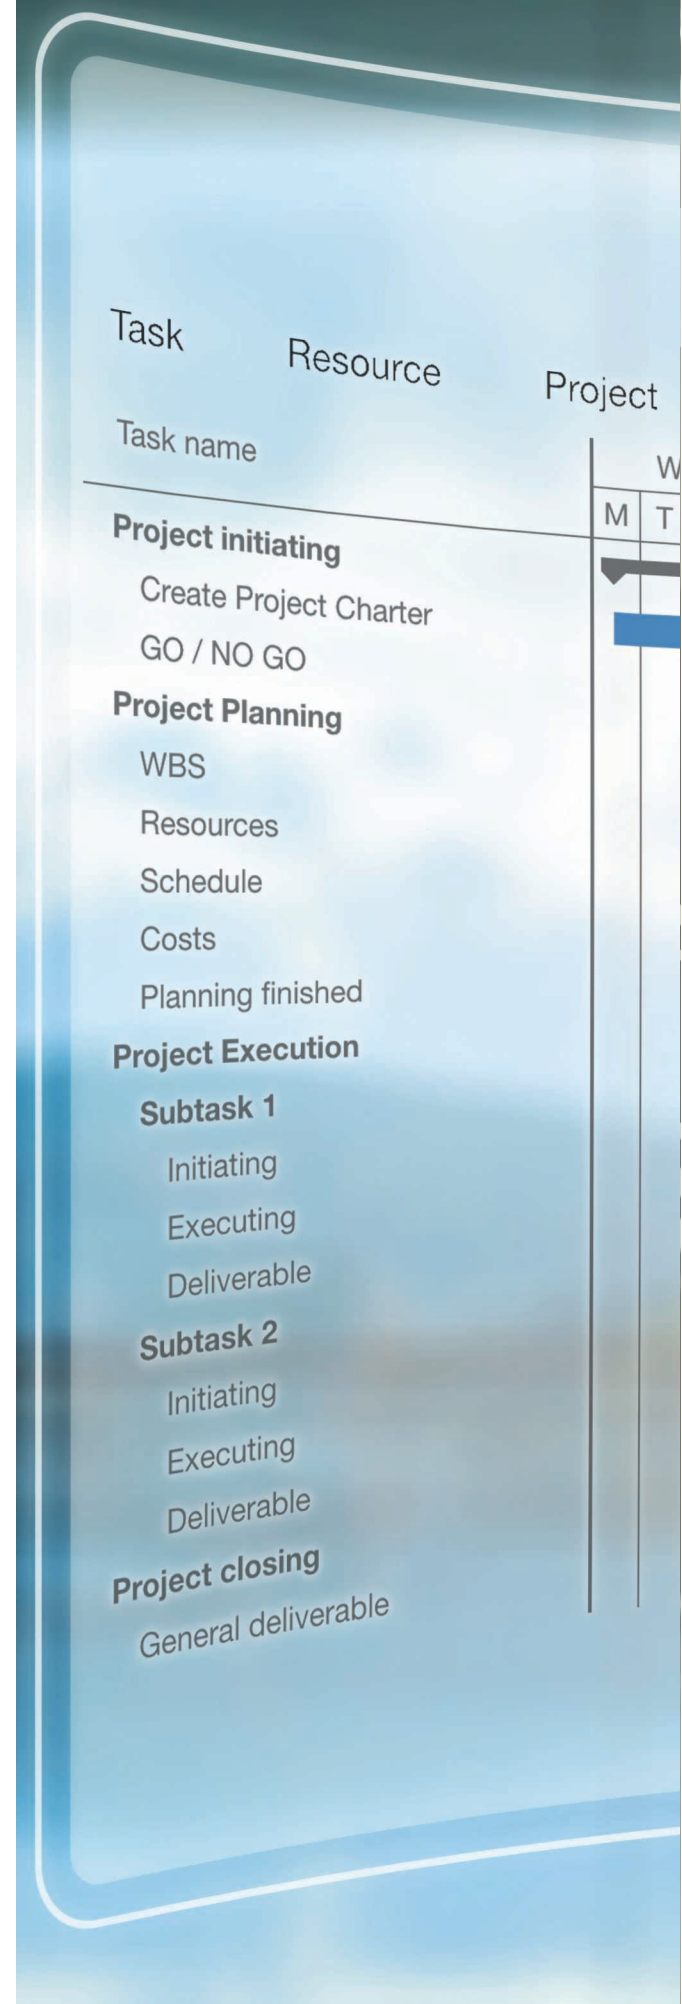 Task Resource Project
Task name
W
M T
Project initiating
Create Project Charter
GO / NO GO
Project Planning
WBS
Resources
Schedule
Costs
Planning finished
Project Execution
Subtask 1
Initiating
Executing
Deliverable
Subtask 2
Initiating
Executing
Deliverable
Project closing
General deliverable